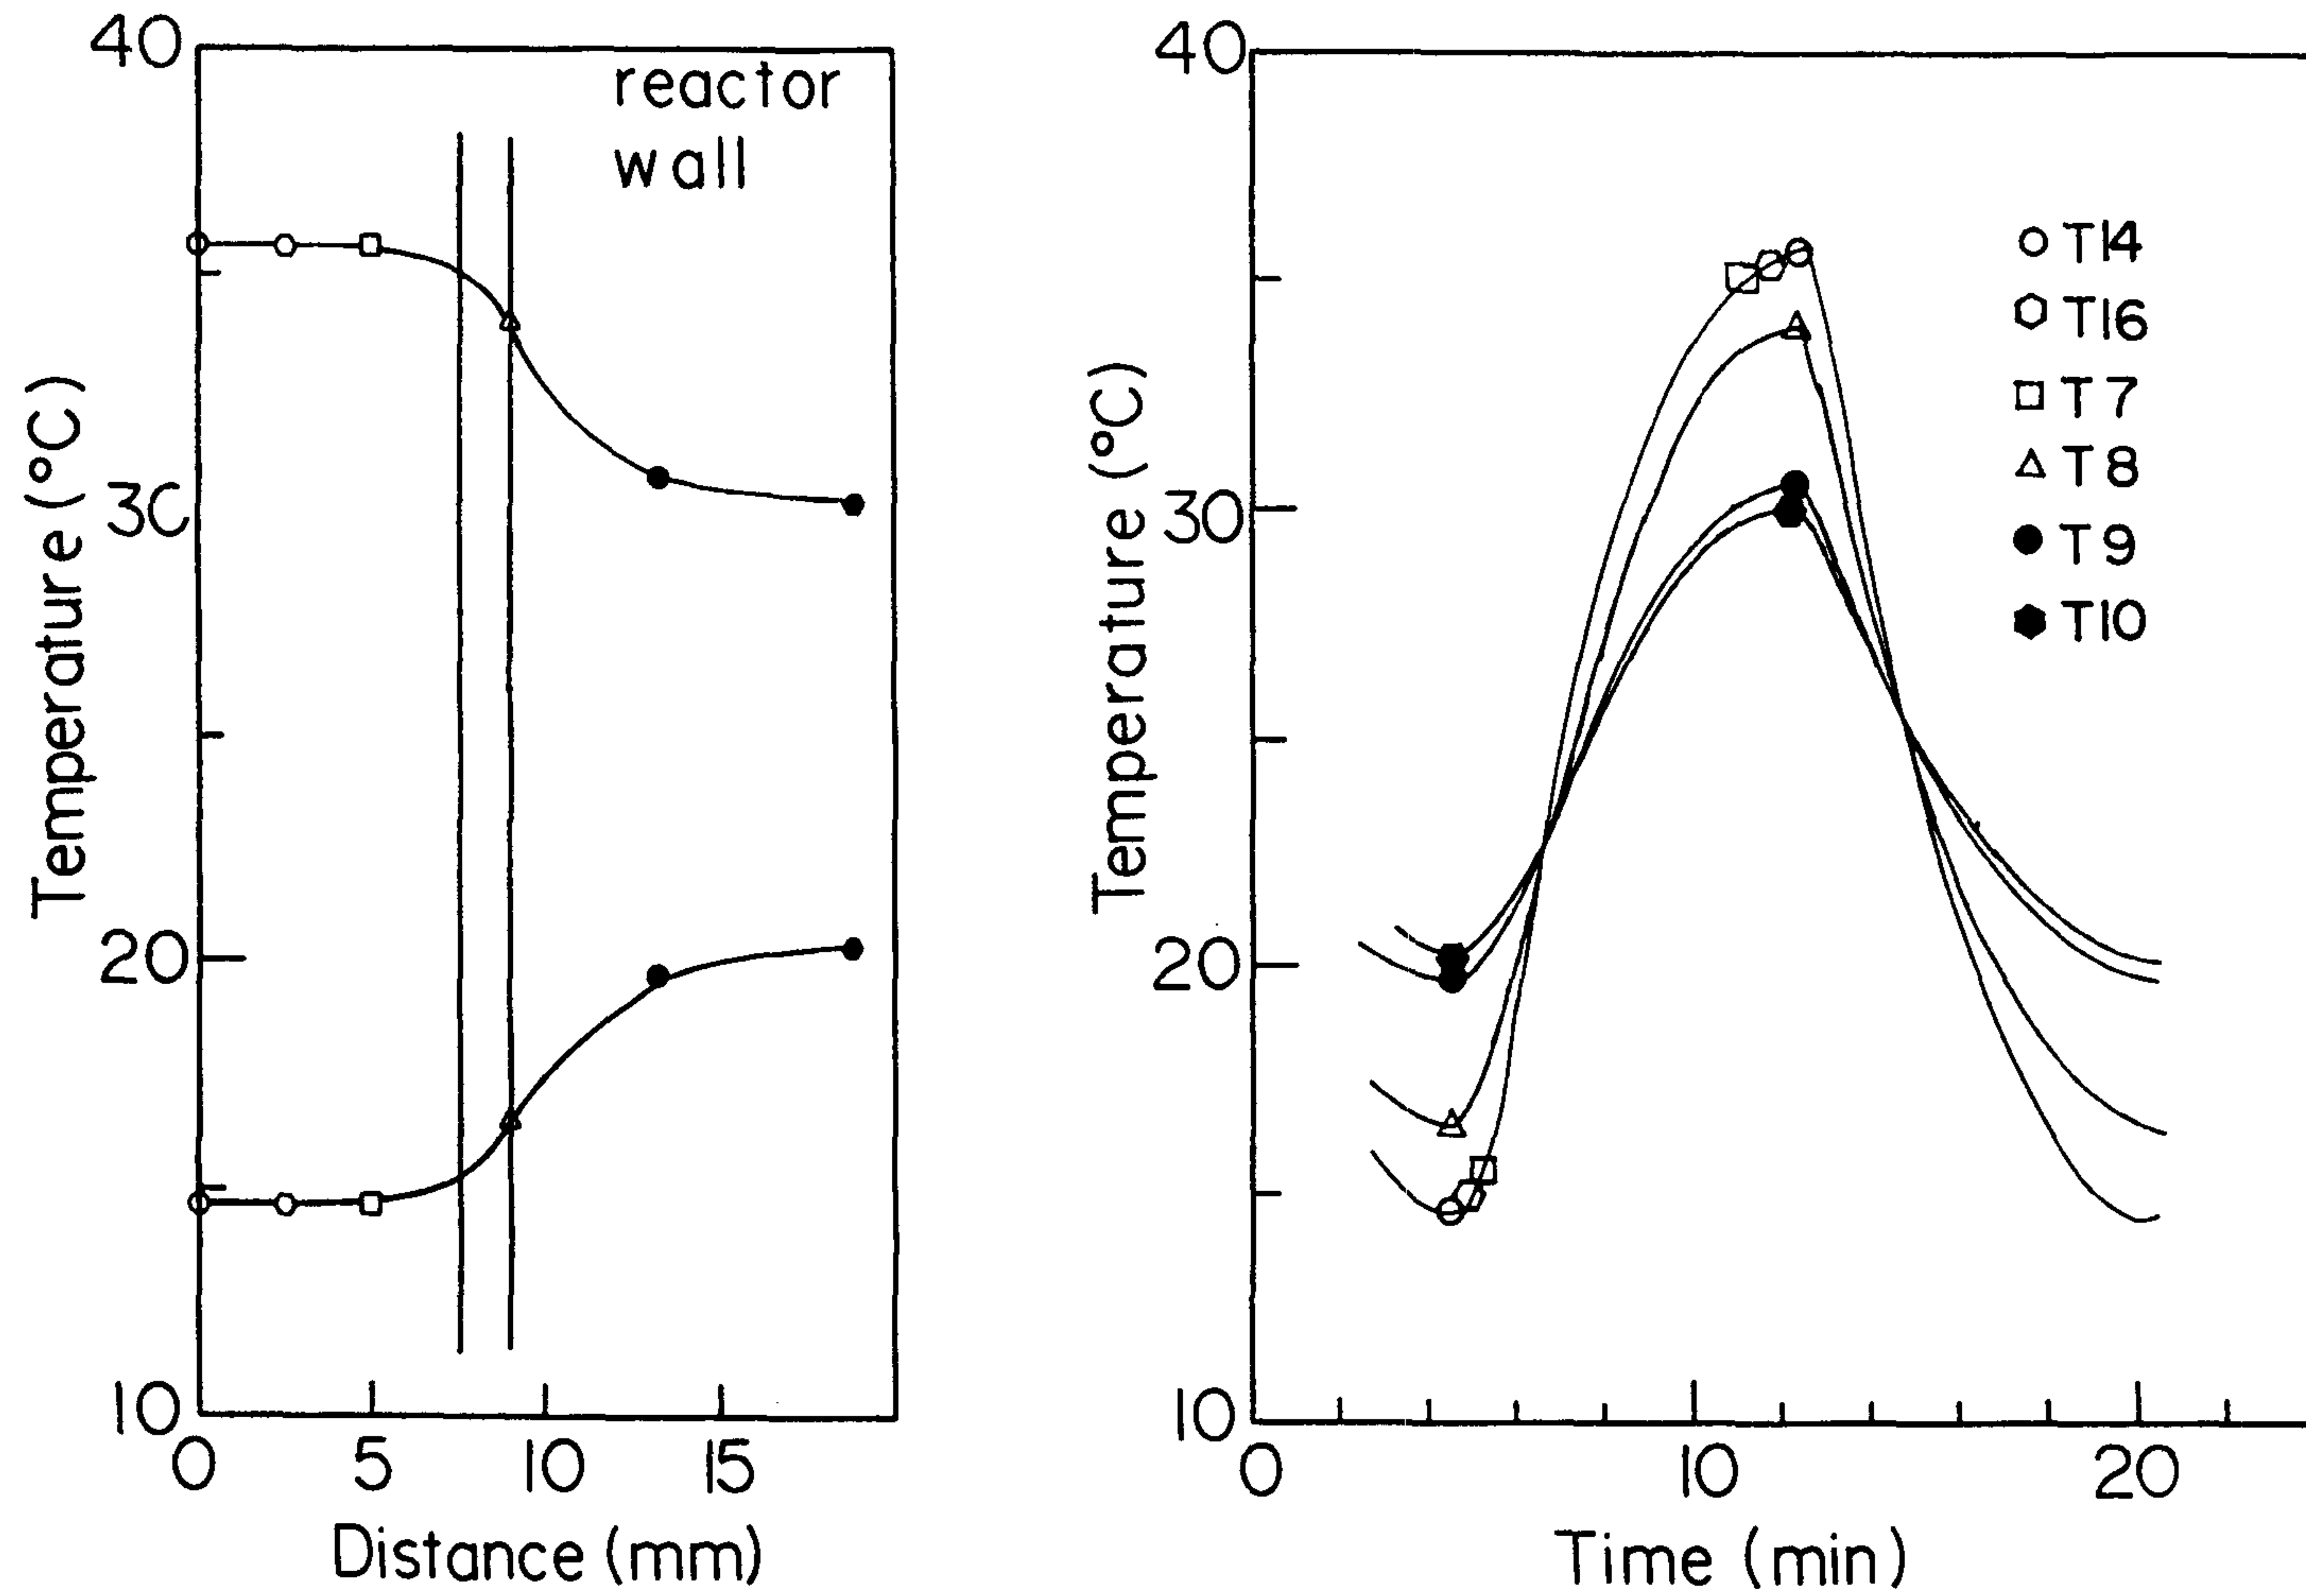 40
reactor
wall
3C
20
10
0 5 10 15
Temperature (°C)
Distance (mm)
40
30
20
10
0 10 20
Temperature (°C)
Time (min)
T14
T16
T7
T8
T9
T10